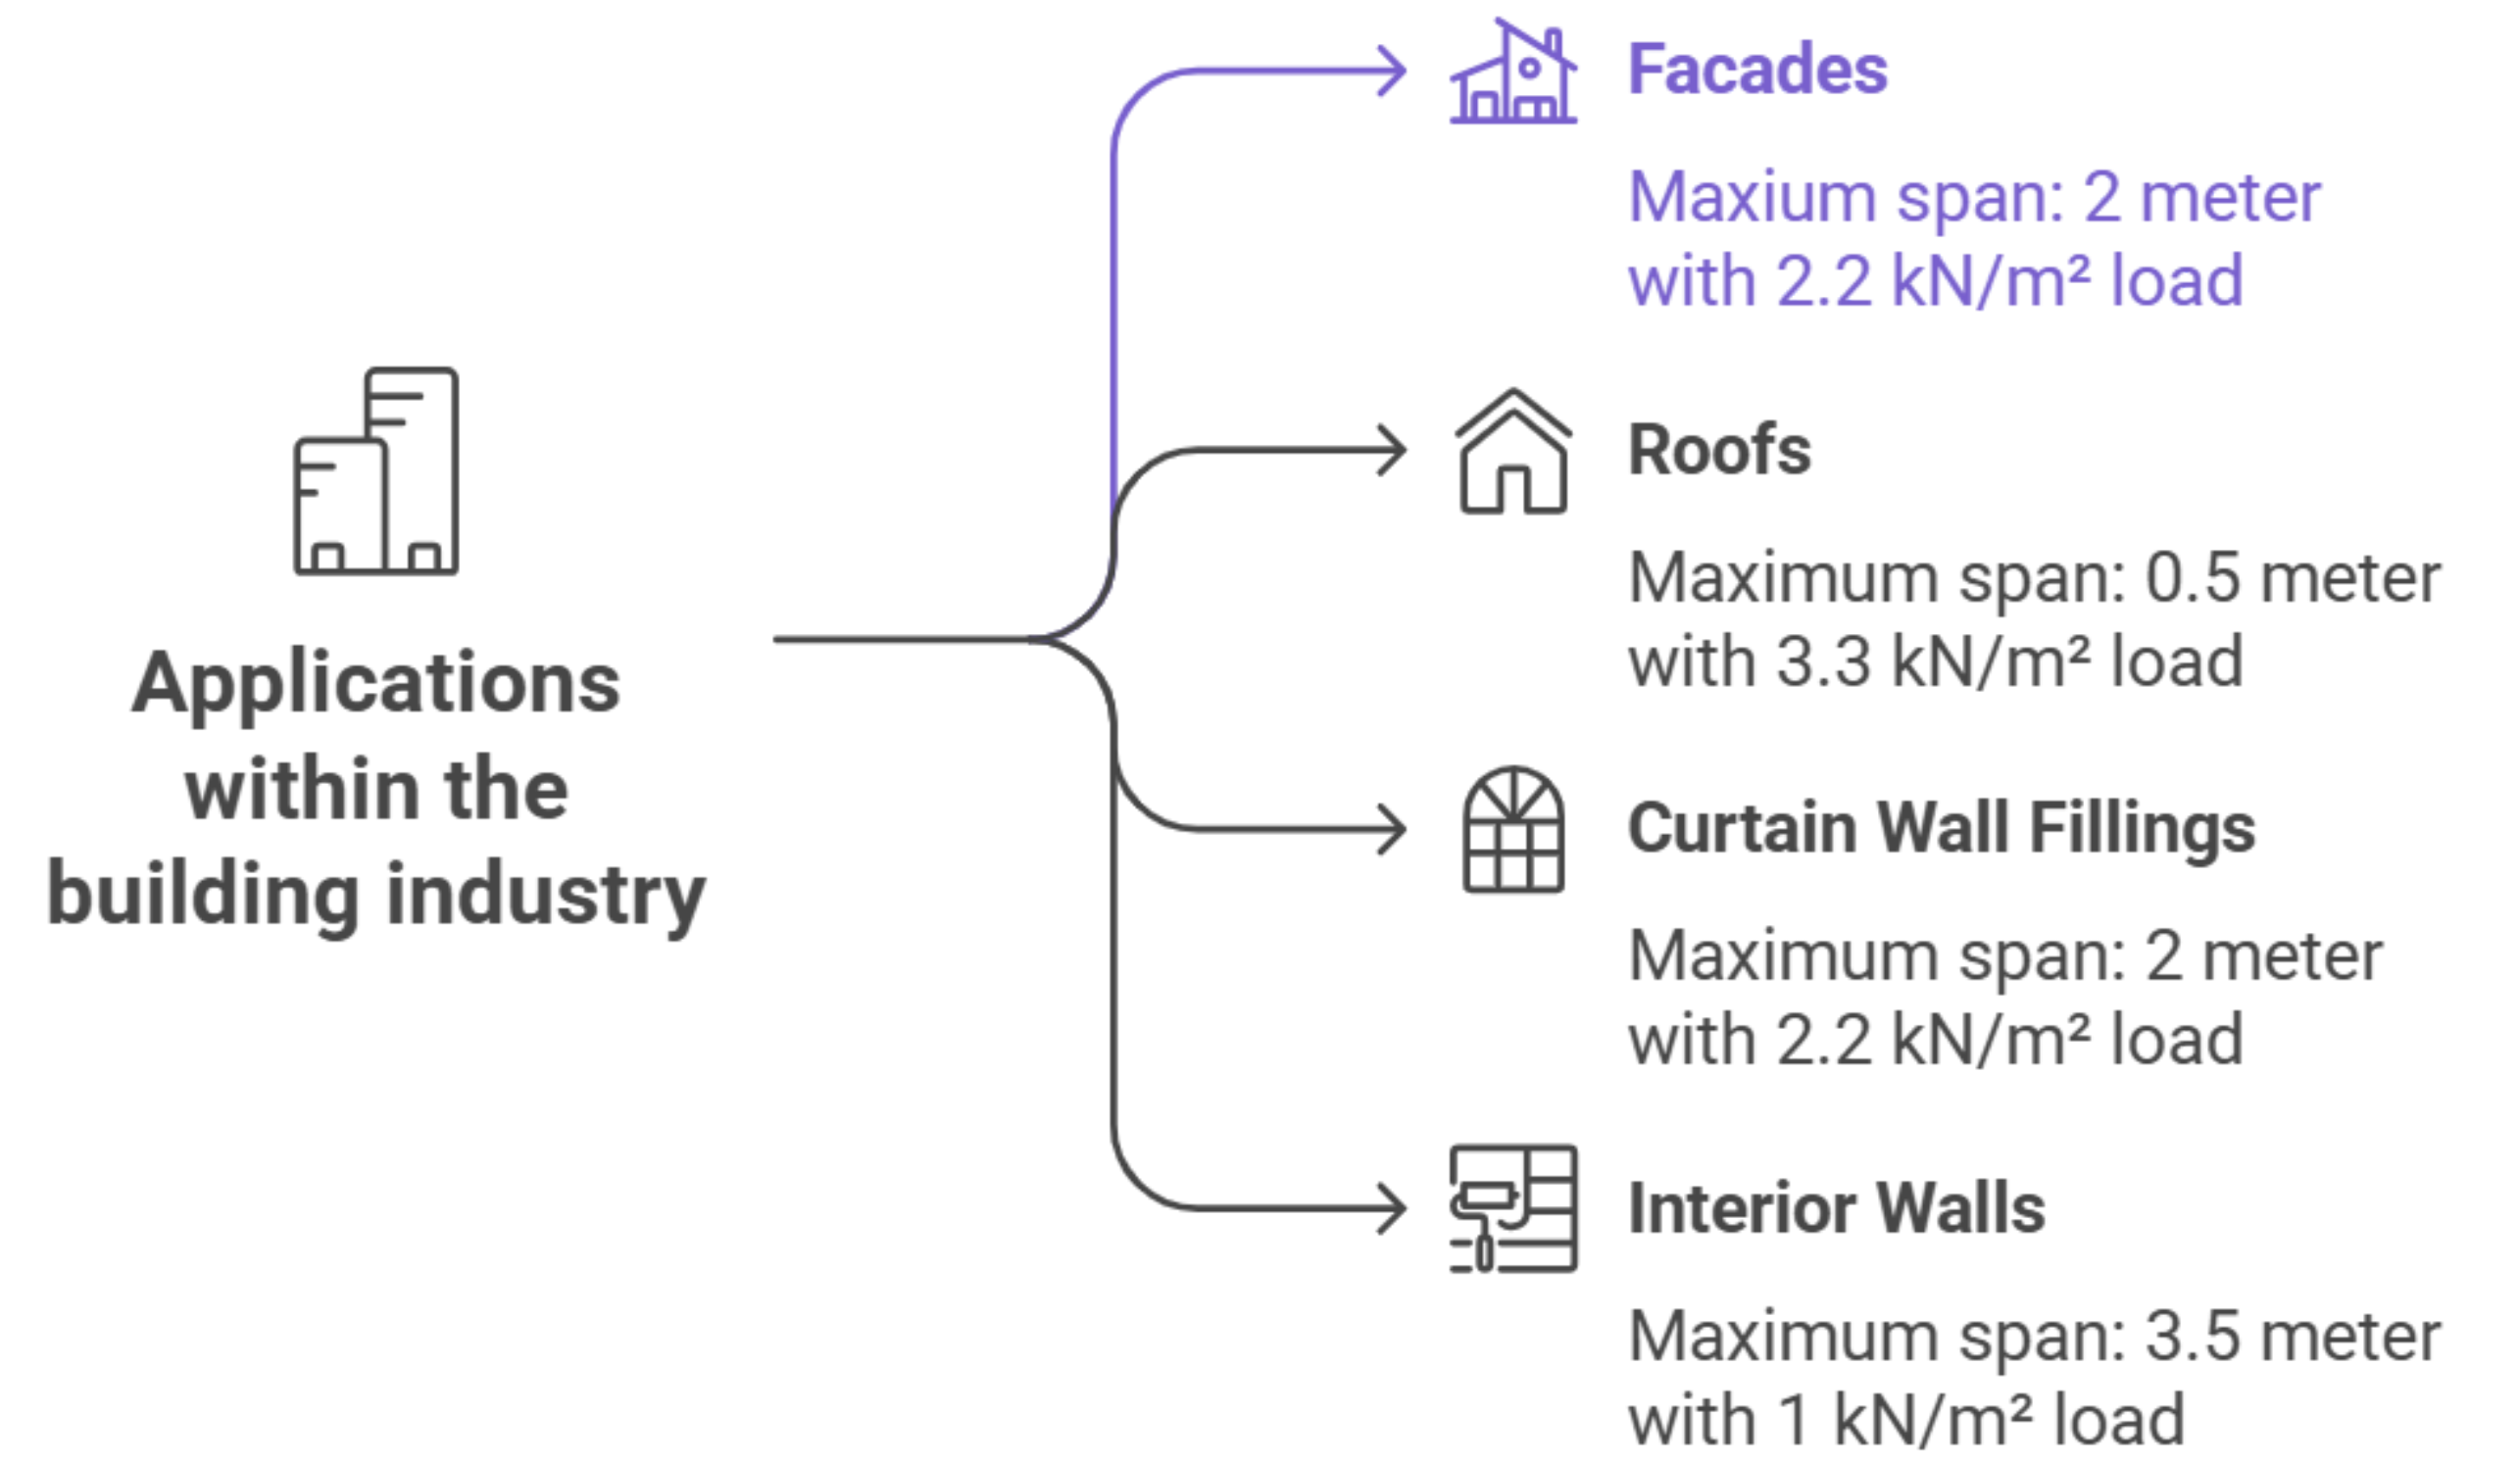 Applications
within the
building industry
Facades
Maxium span: 2 meter
with 2.2 kN/m² load
Roofs
Maximum span: 0.5 meter
with 3.3 kN/m² load
Curtain Wall Fillings
Maximum span: 2 meter
with 2.2 kN/m² load
Interior Walls
Maximum span: 3.5 meter
with 1 kN/m² load